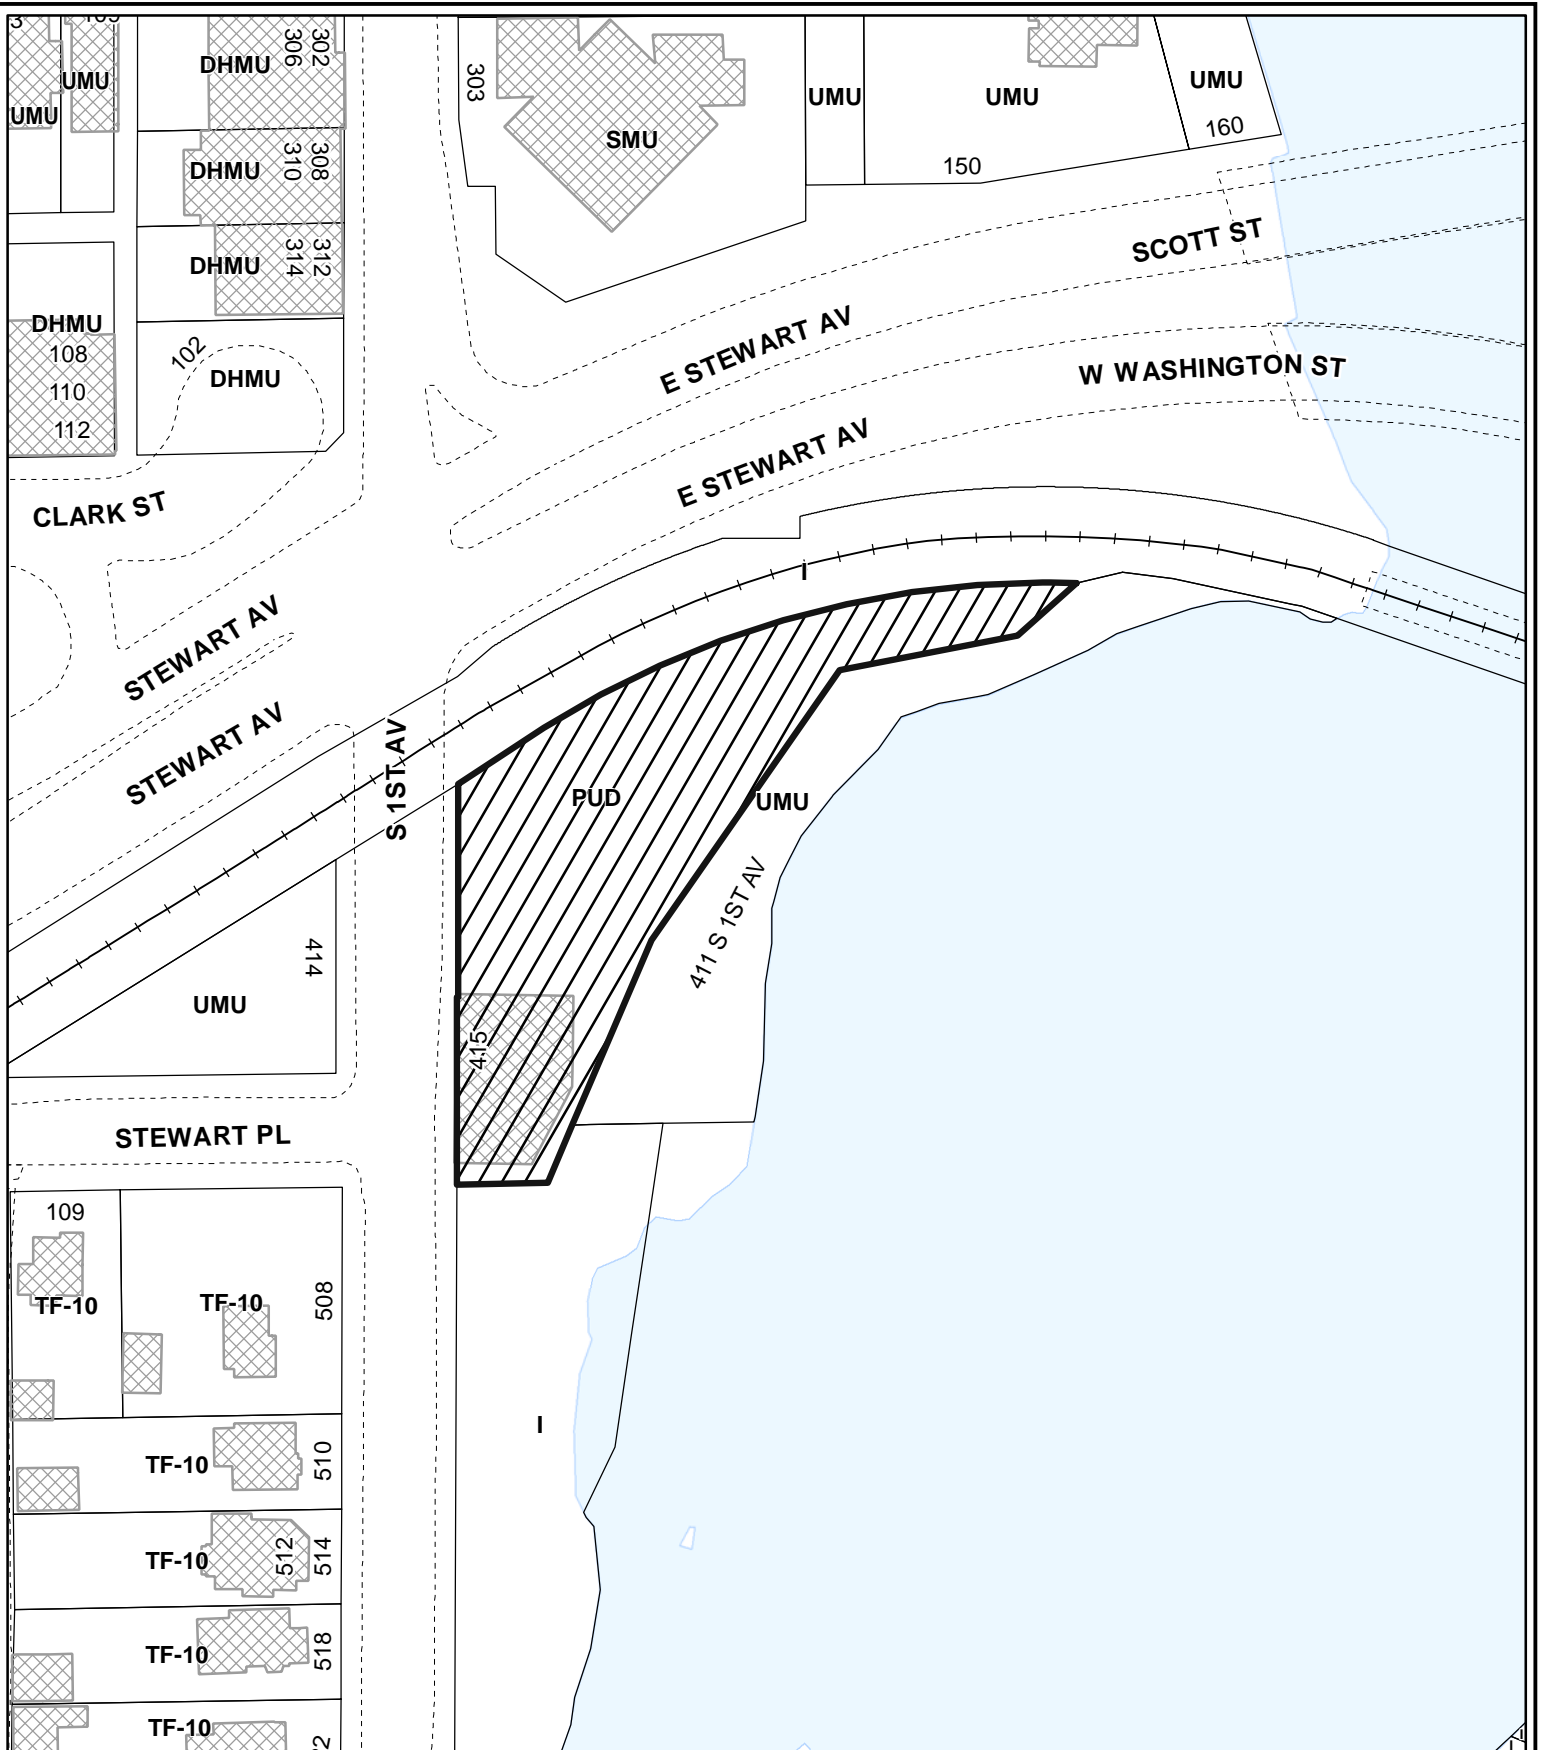 DHMU
306
302
303
UMU
UMU
SMU
UMU
UMU
UMU
160
150
DHMU
310
308
DHMU
314
312
DHMU
108
110
112
102
DHMU
SCOTT ST
E STEWART AV
W WASHINGTON ST
E STEWART AV
CLARK ST
I
STEWART AV
STEWART AV
S 1ST AV
PUD
UMU
411 S 1ST AV
414
UMU
415
STEWART PL
109
TF-10
TF-10
508
I
TF-10
510
TF-10
512
514
TF-10
518
TF-10